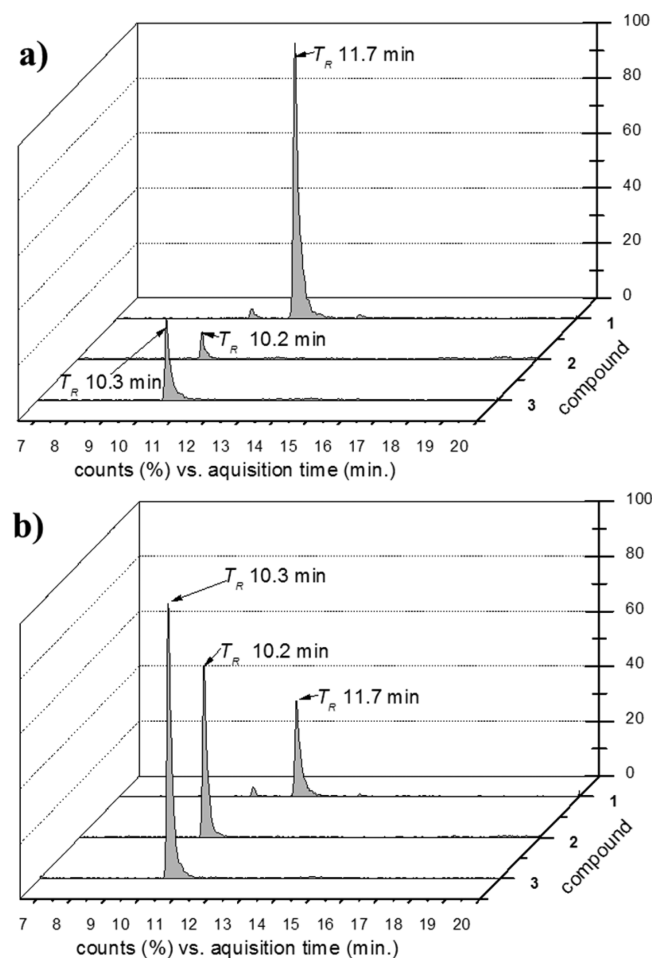 a)
T_R 11.7 min
T_R 10.2 min
T_R 10.3 min
100
80
60
40
20
0
1
2
3
compound
7 8 9 10 11 12 13 14 15 16 17 18 19 20
counts (%) vs. aquisition time (min.)
b)
T_R 10.3 min
T_R 10.2 min
T_R 11.7 min
100
80
60
40
20
0
1
2
3
compound
7 8 9 10 11 12 13 14 15 16 17 18 19 20
counts (%) vs. aquisition time (min.)